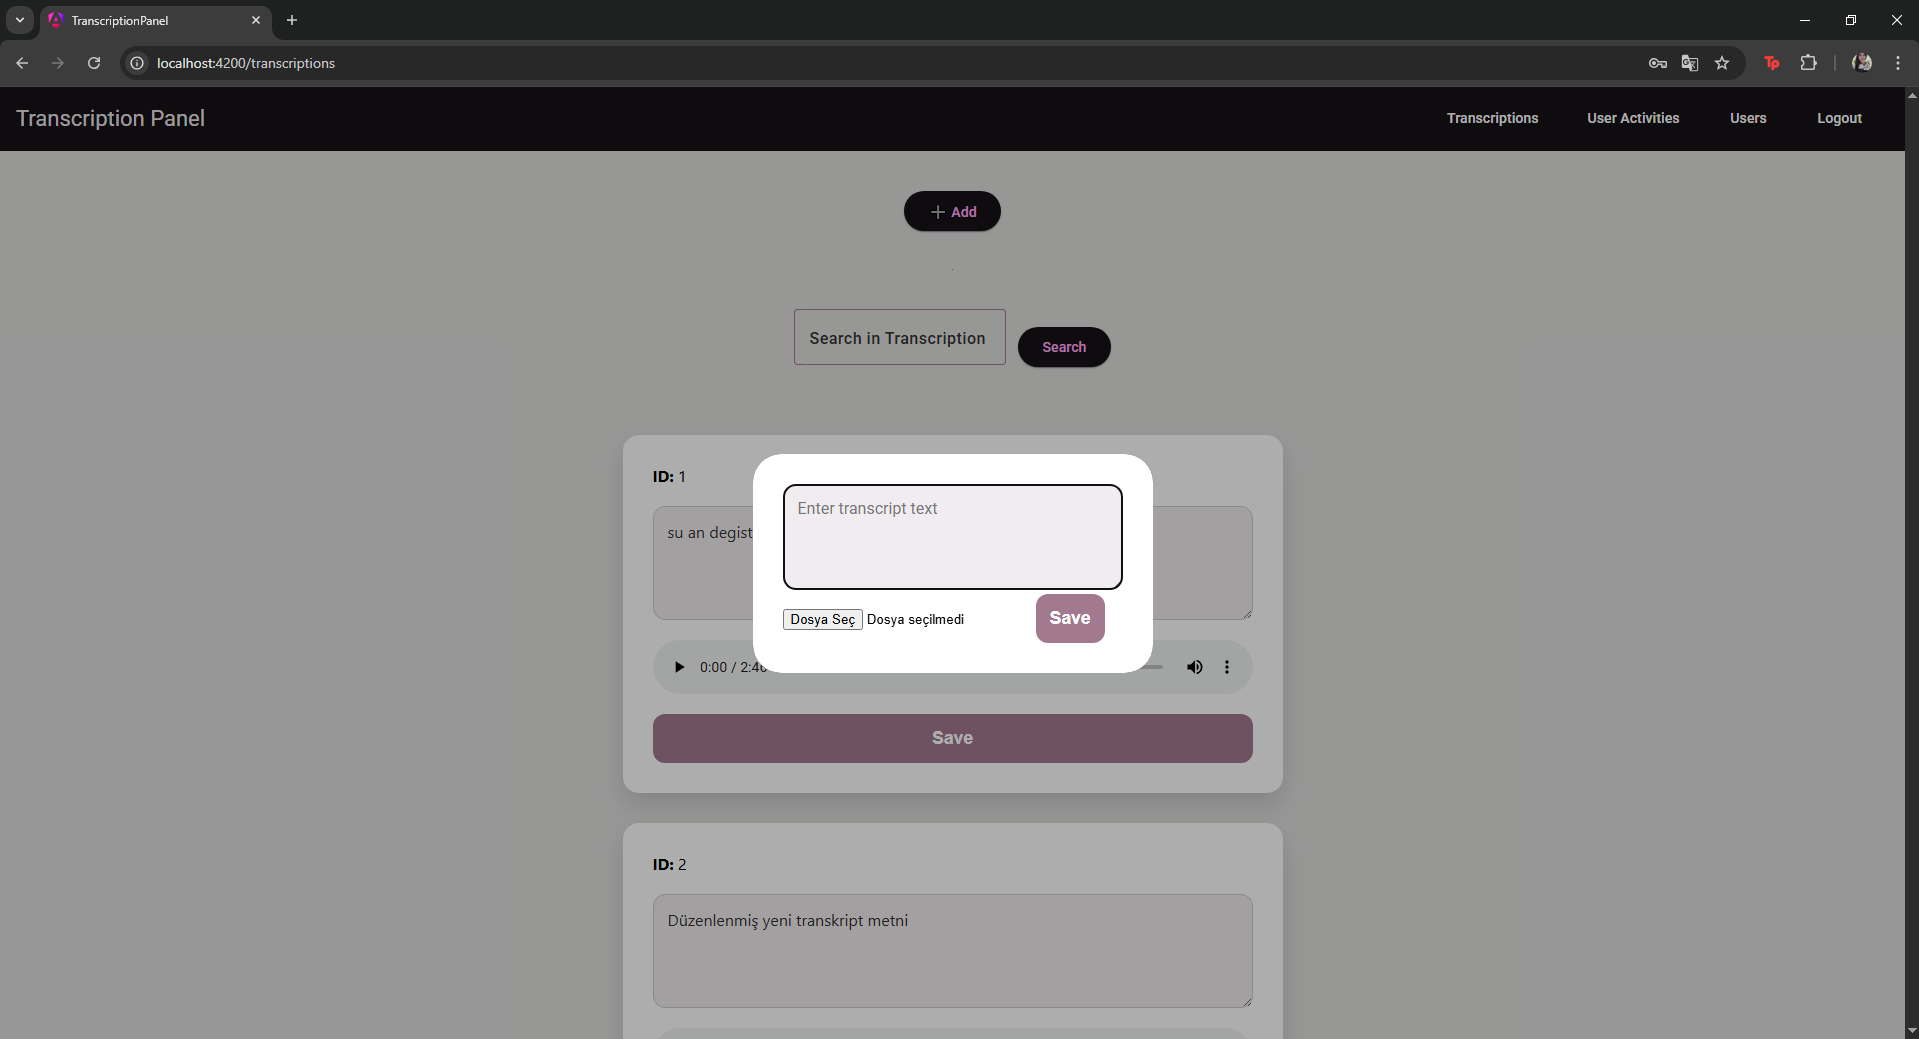 TranscriptionPanel
localhost:4200/transcriptions
Tp
Transcription Panel
Transcriptions
User Activities
Users
Logout
Add
Search in Transcription
Search
ID: 1
su an degist
Enter transcript text
Dosya Seç Dosya seçilmedi
Save
0:00 / 2:46
Save
ID: 2
Düzenlenmiş yeni transkript metni